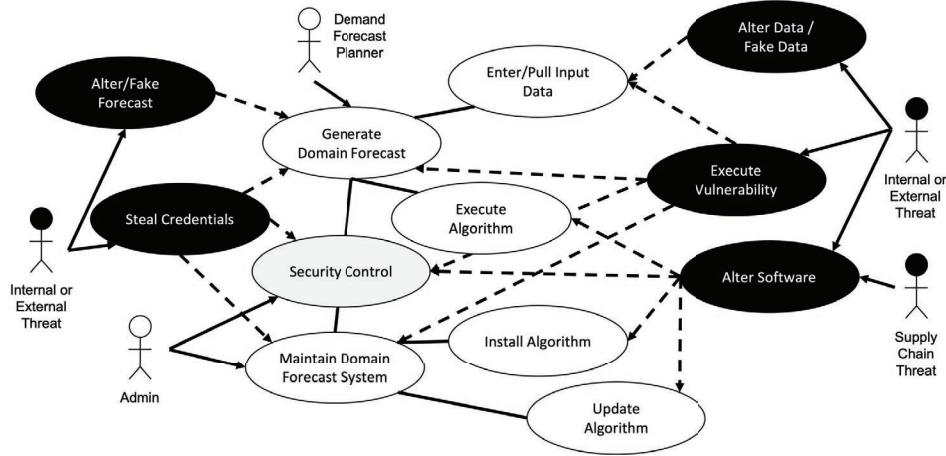 Demand
Forecast
Planner
Alter Data /
Fake Data
Alter/Fake
Forecast
Enter/Pull Input
Data
Generate
Domain Forecast
Execute
Vulnerability
Internal or
External
Threat
Steal Credentials
Execute
Algorithm
Internal or
External
Threat
Security Control
Alter Software
Admin
Maintain Domain
Forecast System
Install Algorithm
Supply
Chain
Threat
Update
Algorithm